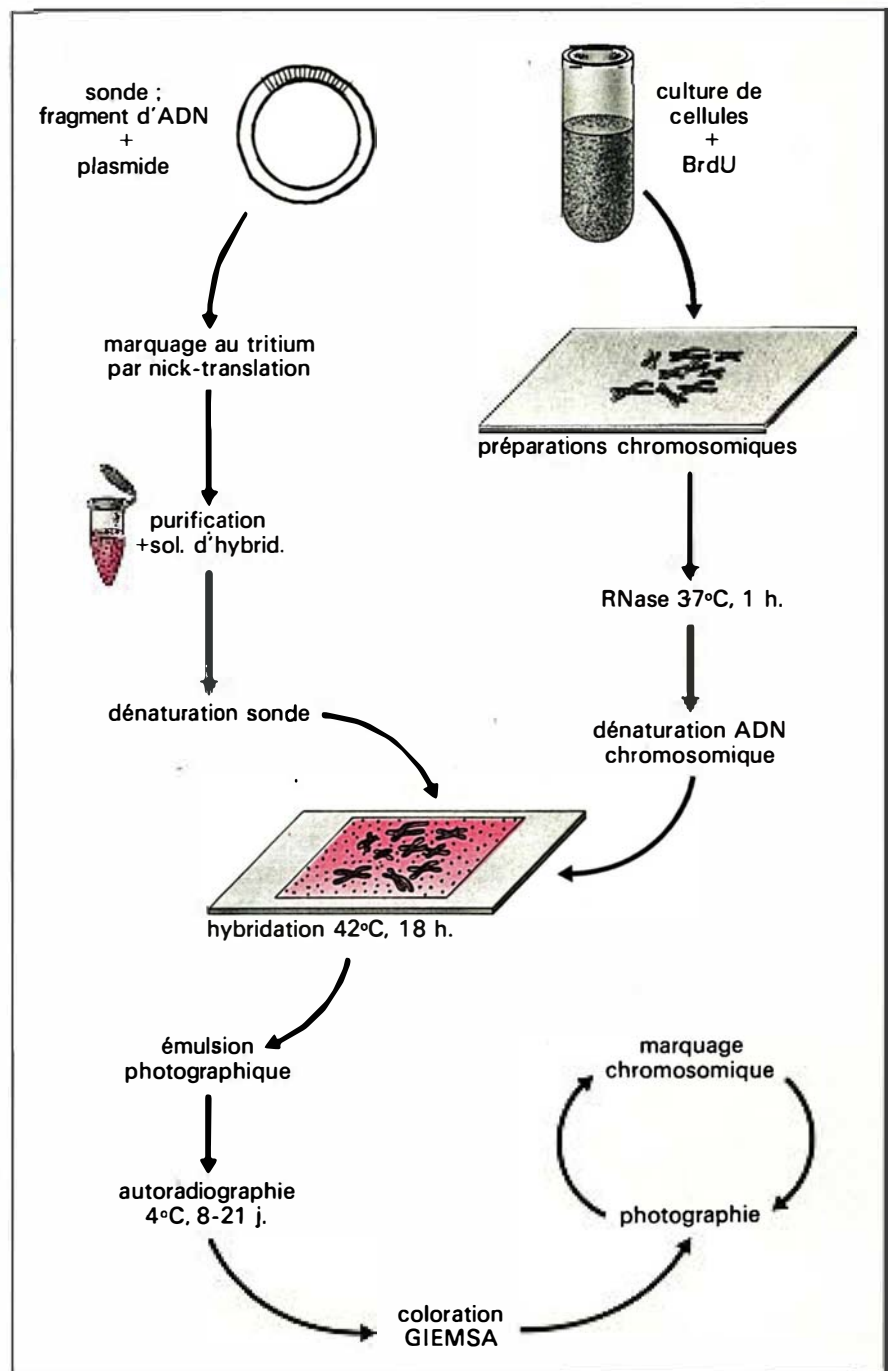 sonde ;
fragment d'ADN
+
plasmide
culture de
cellules
+
BrdU
marquage au tritium
par nick-translation
préparations chromosomiques
purification
+sol. d'hybrid.
RNase 37°C, 1 h.
dénaturation sonde
dénaturation ADN
chromosomique
hybridation 42°C, 18 h.
émulsion
photographique
marquage
chromosomique
autoradiographie
4°C, 8-21 j.
photographie
coloration
GIEMSA